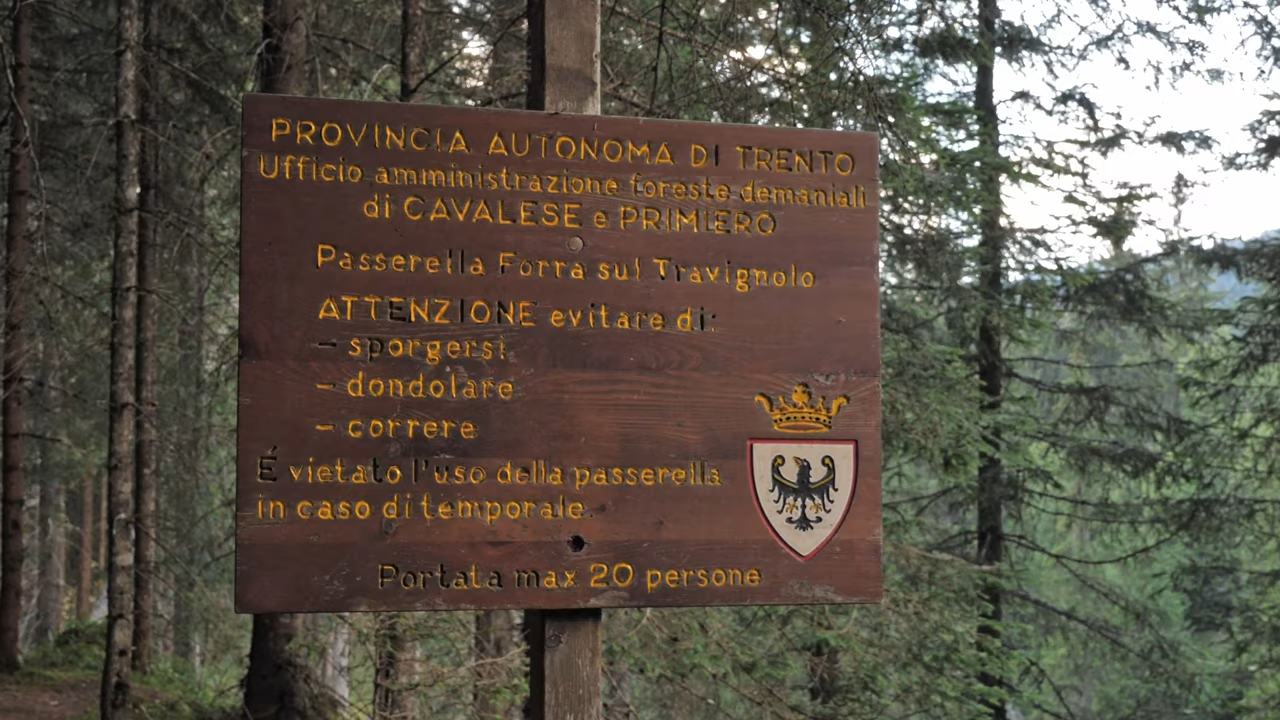 PROVINCIA AUTONOMA DI TRENTO
Ufficio amministrazione foreste demaniali
di CAVALESE e PRIMIERO
Passerella Forra sul Travignolo
ATTENZIONE evitare di:
- sporgersi
- dondolare
- correre
É vietato l'uso della passerella
in caso di temporale.
Portata max 20 persone